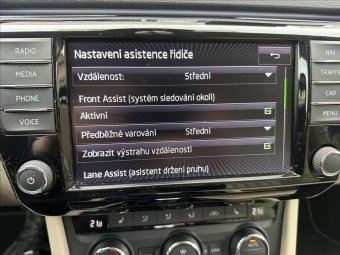 RADIO
MEDIA
PHONE
VOICE
Nastavení asistence řidiče
Vzdálenost: Střední
Front Assist (systém sledování okolí)
Aktivní
Předběžné varování Střední
Zobrazit výstrahu vzdálenosti
Lane Assist (asistent držení pruhu)
NAV
TRAFFIC
CAR
MENU